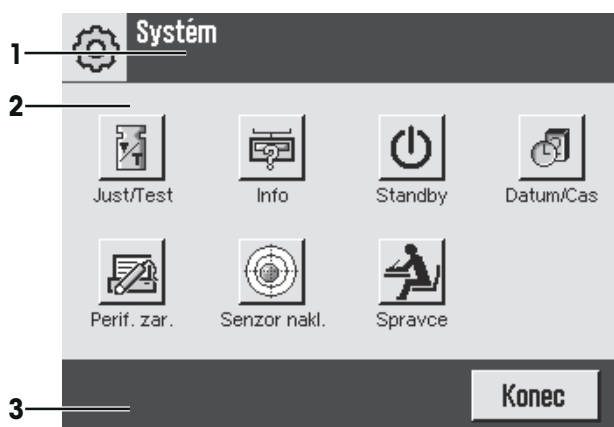 Systém
1
2
Just/Test Info Standby Datum/Cas
Perif. zar. Senzor nakl. Spravce
Konec
3